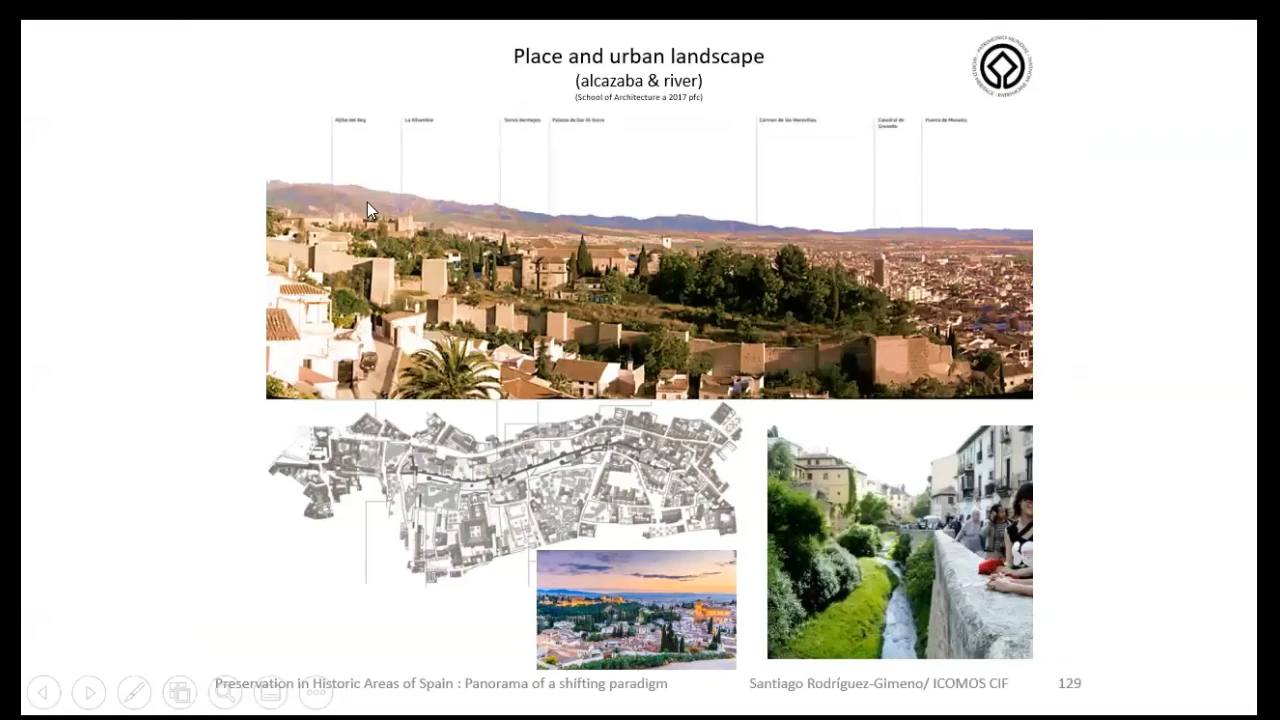 Place and urban landscape
(alcazaba & river)
(School of Architecture a 2017 pfc)
Aljibe del Rey
La Alhambra
Torres Bermejas
Palacio de Dar Al-Horra
Carmen de las Maravillas
Catedral de
Granada
Puerta de Monaita
Preservation in Historic Areas of Spain : Panorama of a shifting paradigm
Santiago Rodríguez-Gimeno/ ICOMOS CIF
129